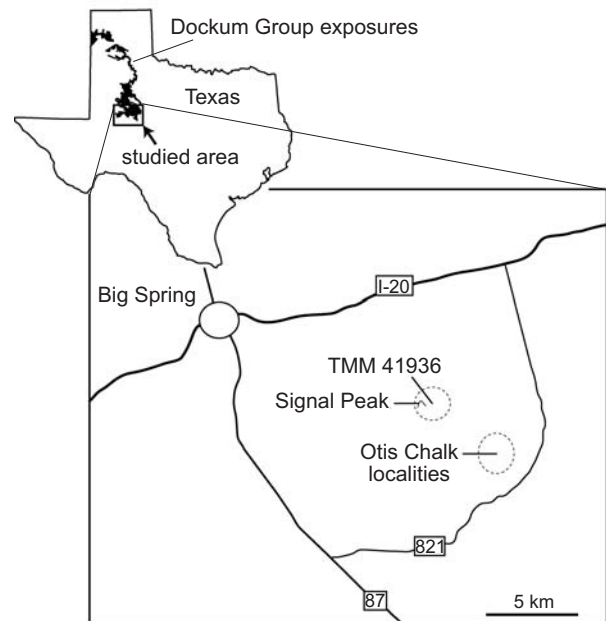 Dockum Group exposures
Texas
studied area
Big Spring
I-20
TMM 41936
Signal Peak
Otis Chalk
localities
821
87
5 km